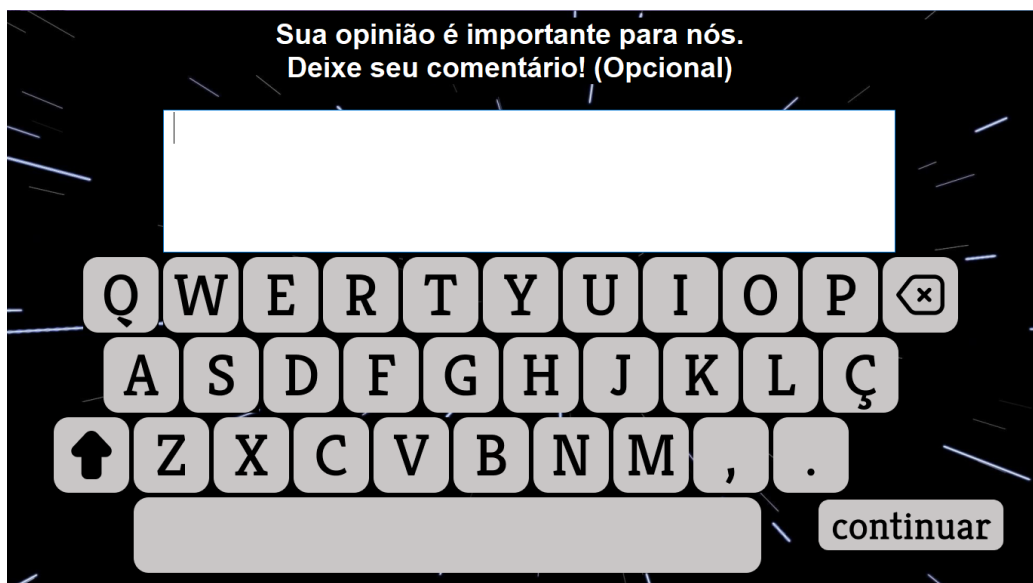 Sua opinião é importante para nós.
Deixe seu comentário! (Opcional)
Q W E R T Y U I O P
A S D F G H J K L Ç
Z X C V B N M , .
continuar